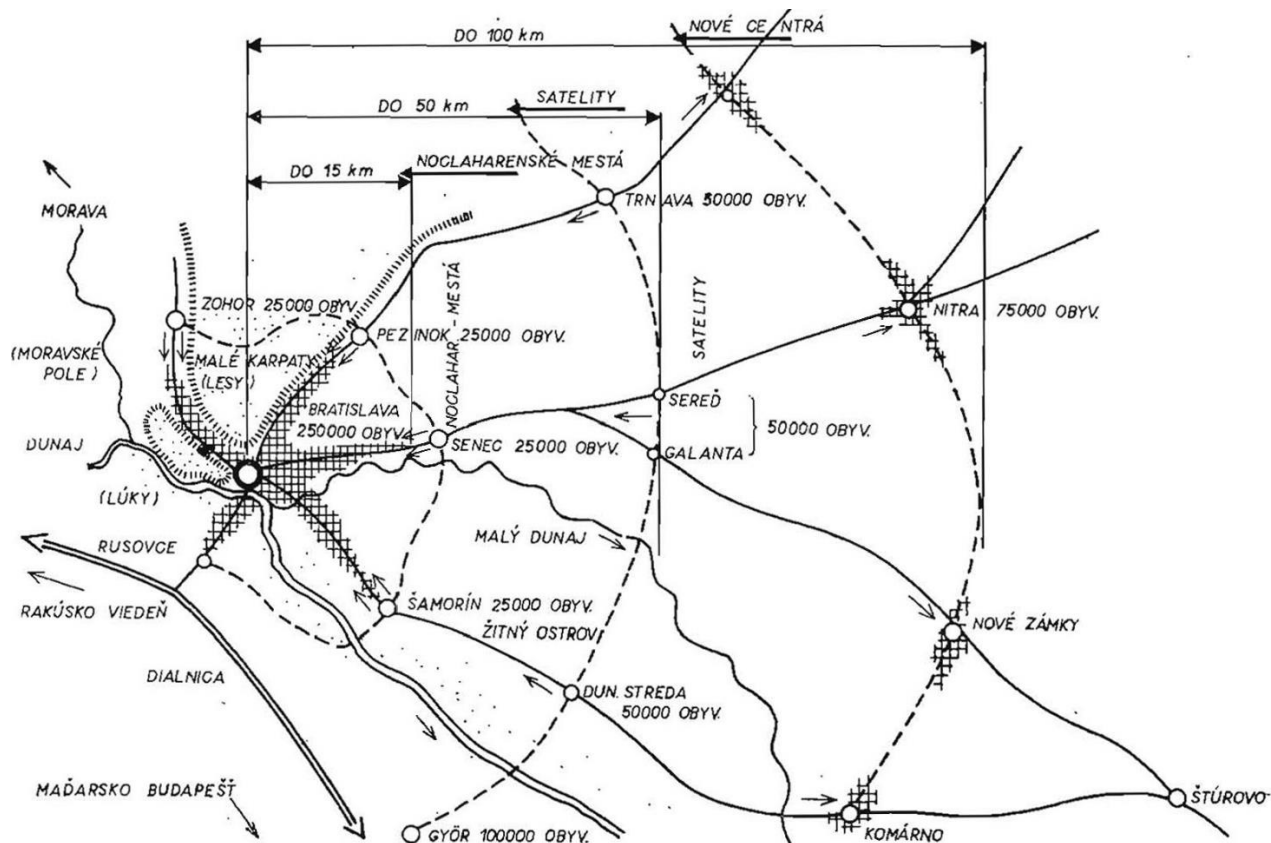 NOVÉ CENTRÁ
DO 100 km
SATELITY
DO 50 km
NOCLAHARENSKÉ MESTÁ
DO 15 km
MORAVA
TRNAVA 50000 OBYV.
ZOHOR 25000 OBYV.
NOCLAHAR - MESTÁ
SATELITY
NITRA 75000 OBYV.
PEZINOK 25000 OBYV.
(MORAVSKÉ
POLE)
MALÉ KARPATY
(LESY)
SEREĎ
BRATISLAVA
250000 OBYV.
50000 OBYV.
DUNAJ
SENEC 25000 OBYV.
GALANTA
(LÚKY)
MALÝ DUNAJ
RUSOVCE
RAKÚSKO VIEDEŇ
ŠAMORÍN 25000 OBYV.
ŽITNÝ OSTROV
NOVÉ ZÁMKY
DIALNICA
DUN. STREDA
50000 OBYV.
MAĎARSKO BUDAPEŠŤ
ŠTÚROVO
GYÖR 100000 OBYV.
KOMÁRNO